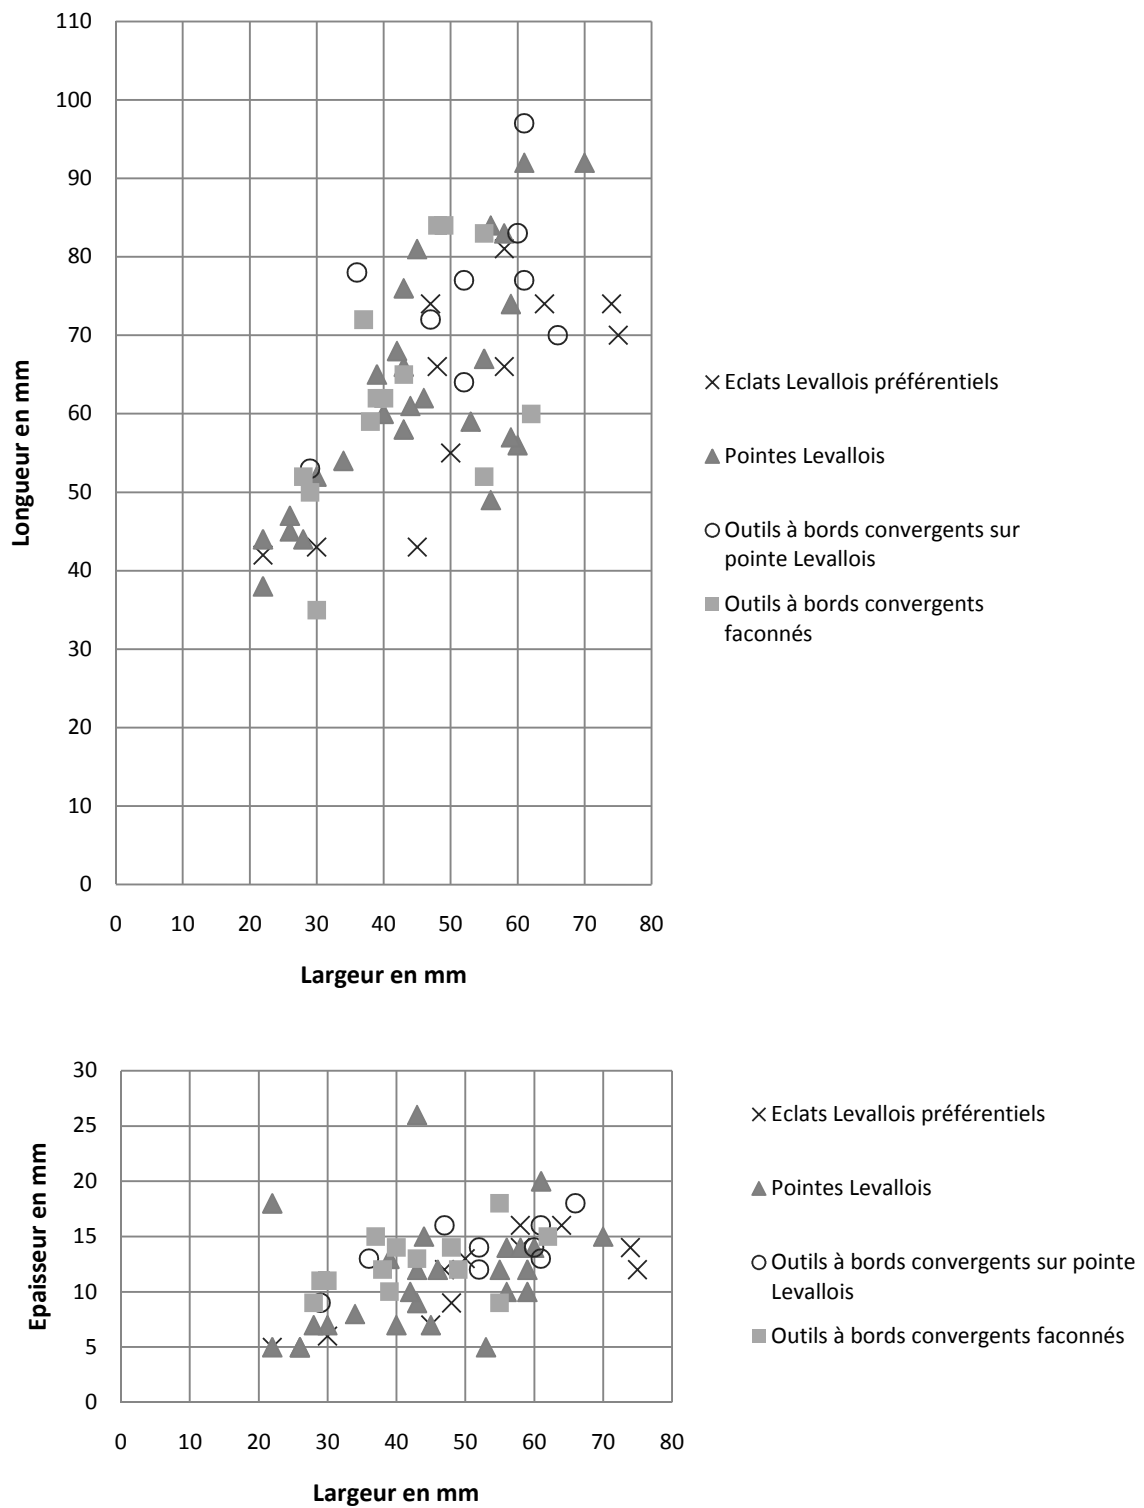 110
100
90
80
70
60
50
40
30
20
10
0
Longueur en mm
0 10 20 30 40 50 60 70 80
Largeur en mm
Eclats Levallois préférentiels
Pointes Levallois
Outils à bords convergents sur
pointe Levallois
Outils à bords convergents
faconnés
30
25
20
15
10
5
0
Epaisseur en mm
0 10 20 30 40 50 60 70 80
Largeur en mm
Eclats Levallois préférentiels
Pointes Levallois
Outils à bords convergents sur pointe
Levallois
Outils à bords convergents faconnés